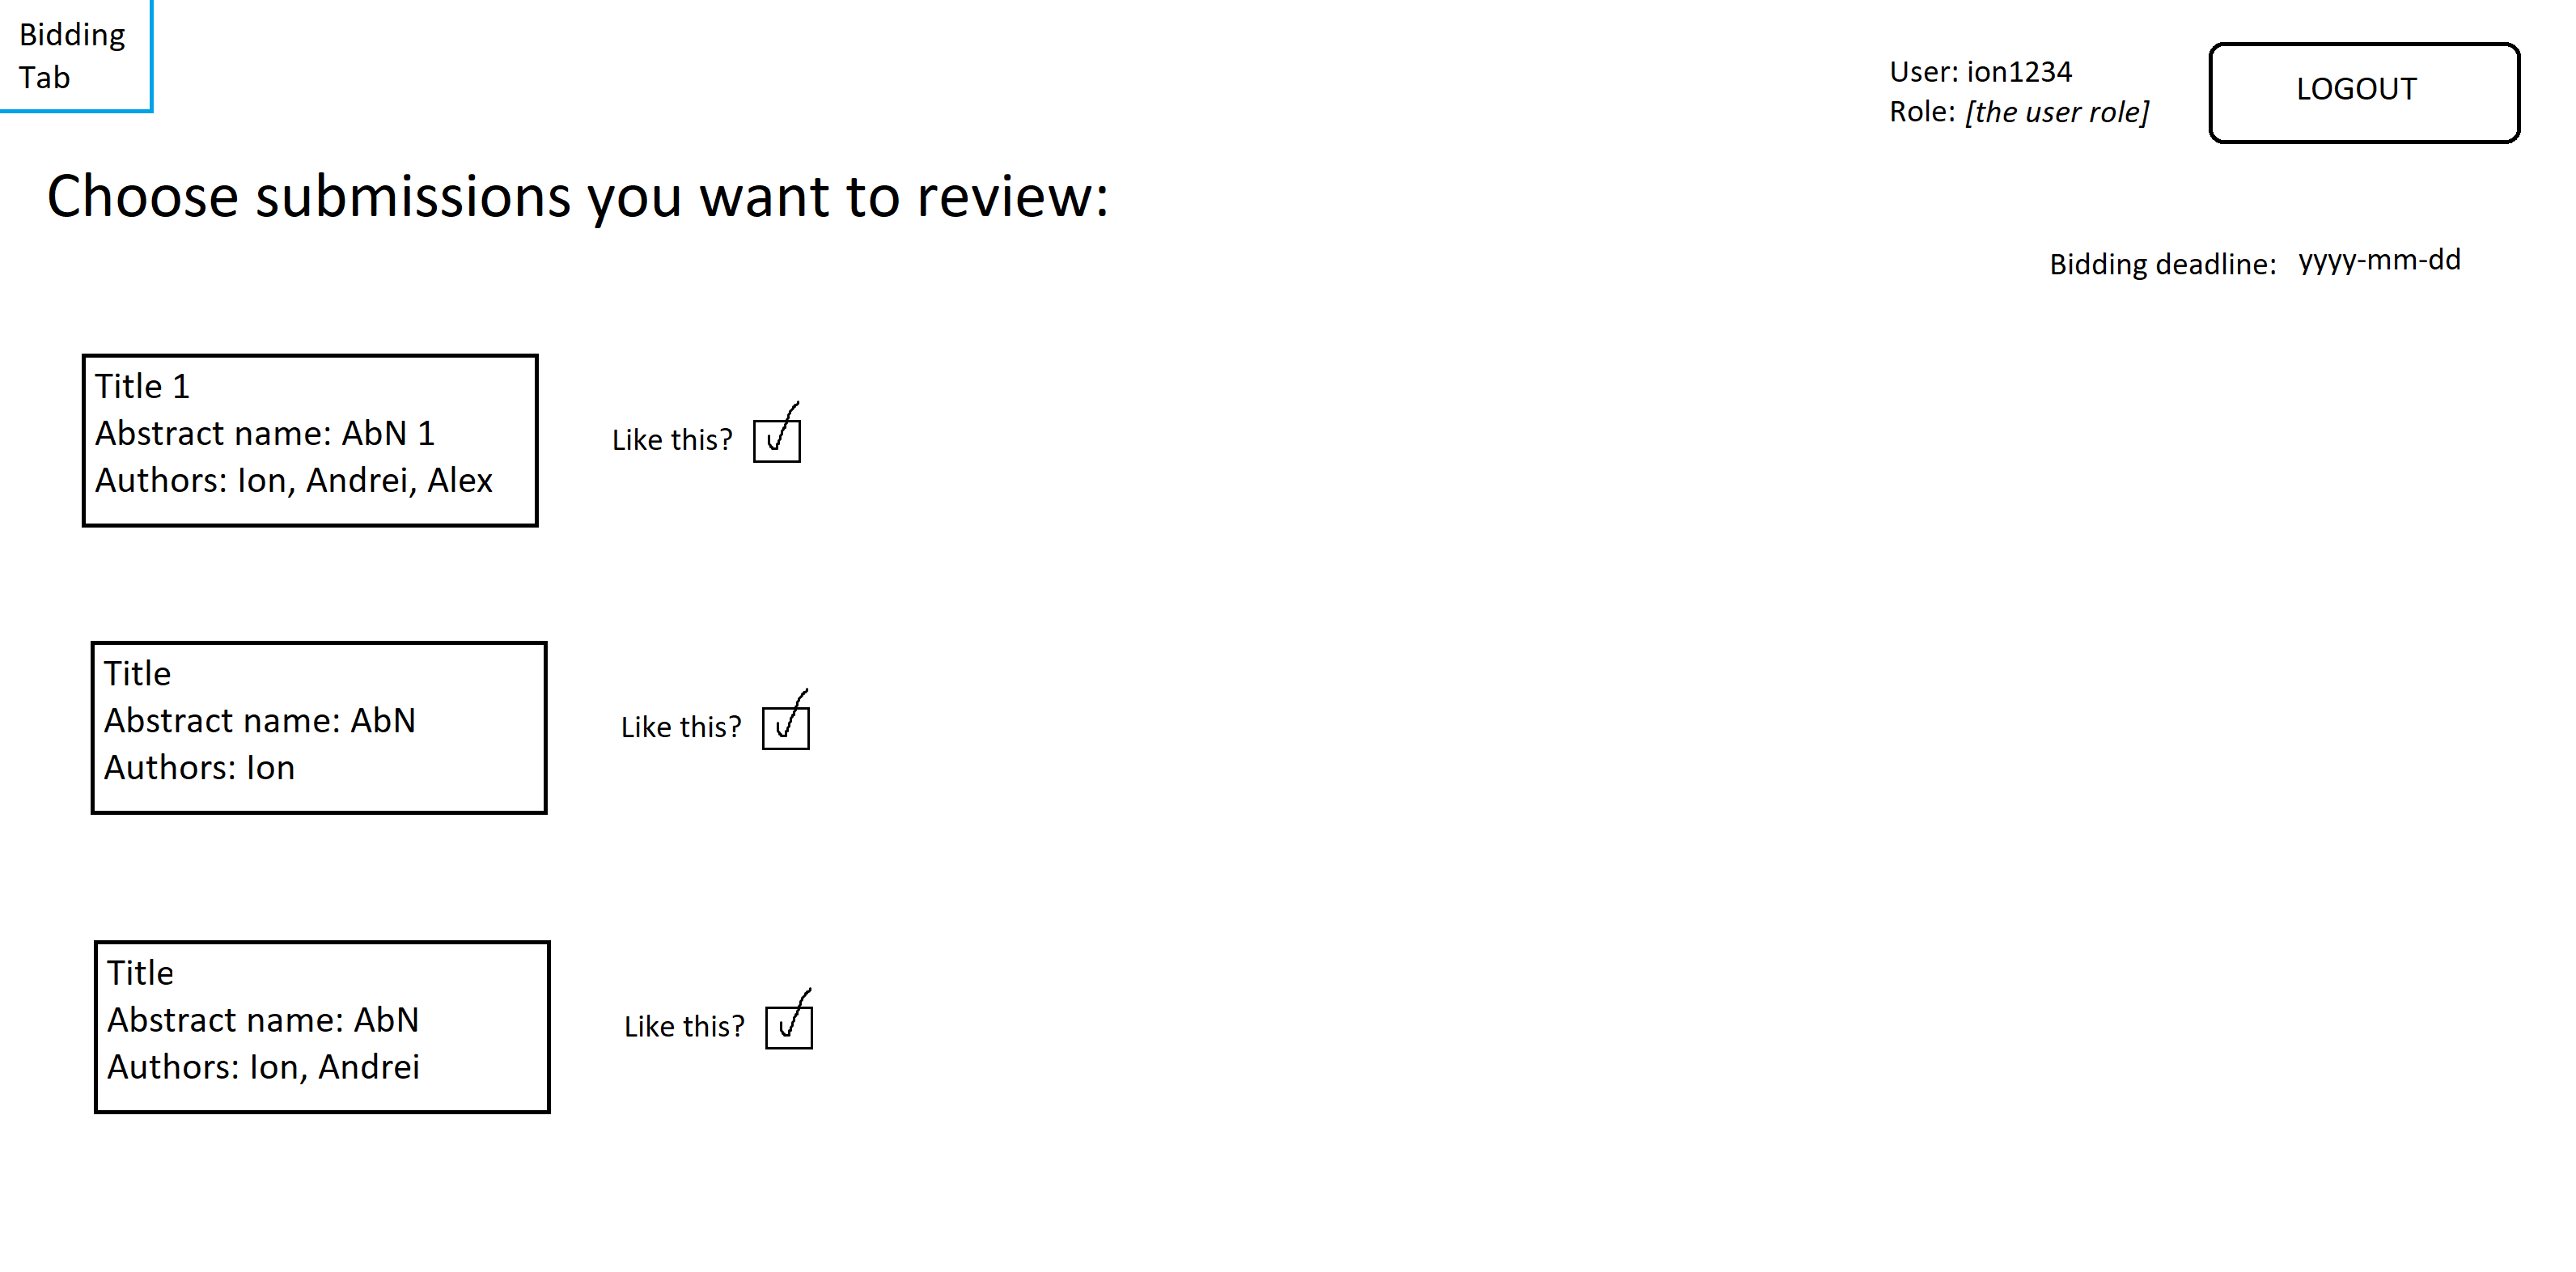 Bidding
Tab
User: ion1234
Role: [the user role]
LOGOUT
Choose submissions you want to review:
Bidding deadline: yyyy-mm-dd
Title 1
Abstract name: AbN 1
Authors: Ion, Andrei, Alex
Like this?
Title
Abstract name: AbN
Authors: Ion
Like this?
Title
Abstract name: AbN
Authors: Ion, Andrei
Like this?